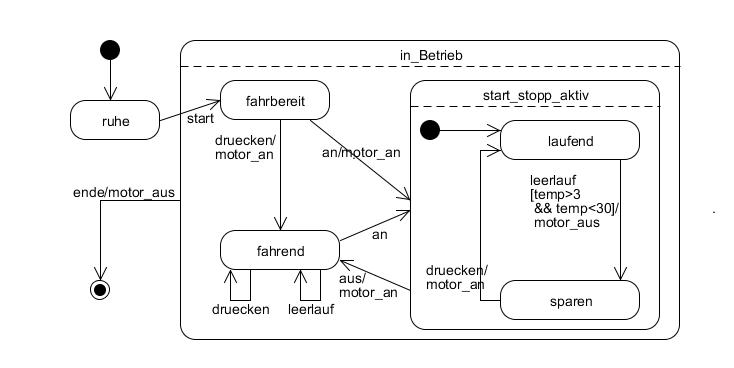 in_Betrieb
start_stopp_aktiv
ruhe
start
fahrbereit
druecken/
motor_an
an/motor_an
laufend
leerlauf
[temp>3
&& temp<30]/
motor_aus
ende/motor_aus
fahrend
an
aus/
motor_an
druecken/
motor_an
sparen
druecken
leerlauf
.